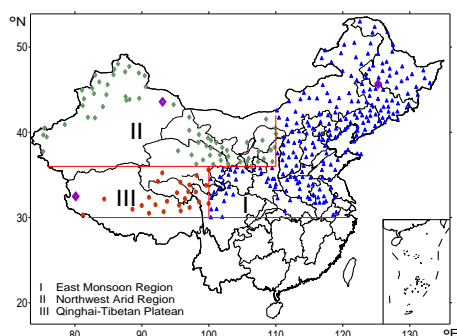 °N
50
40
30
20
II
III
I
I East Monsoon Region
II Northwest Arid Region
III Qinghai-Tibetan Platean
80 90 100 110 120 130 °E